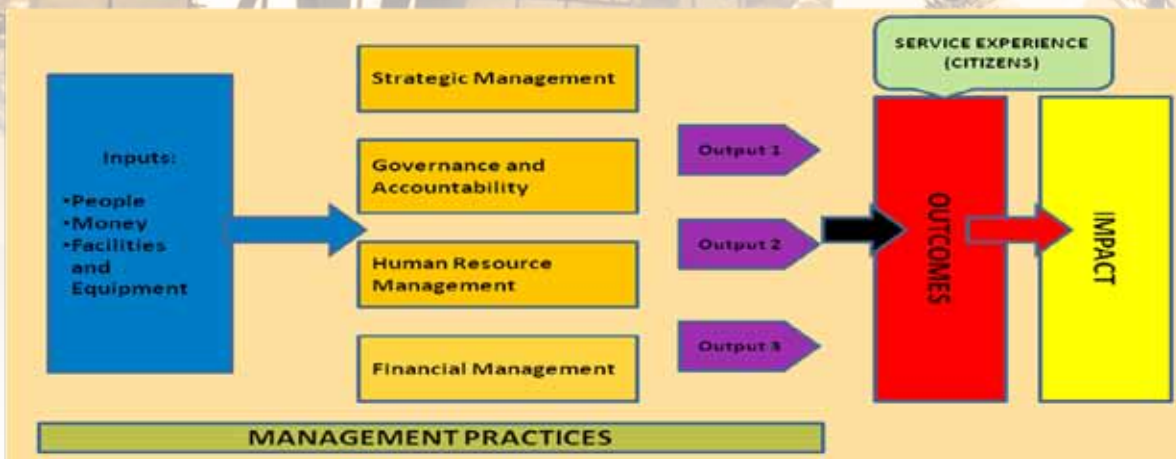 SERVICE EXPERIENCE
(CITIZENS)
Inputs:
•People
•Money
•Facilities
and
Equipment
Strategic Management
Governance and
Accountability
Human Resource
Management
Financial Management
Output 1
Output 2
Output 3
OUTCOMES
IMPACT
MANAGEMENT PRACTICES